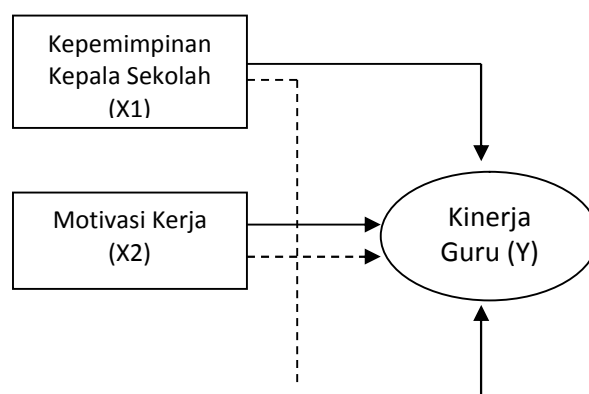 Kepemimpinan
Kepala Sekolah
(X1)
Motivasi Kerja
(X2)
Kinerja
Guru (Y)